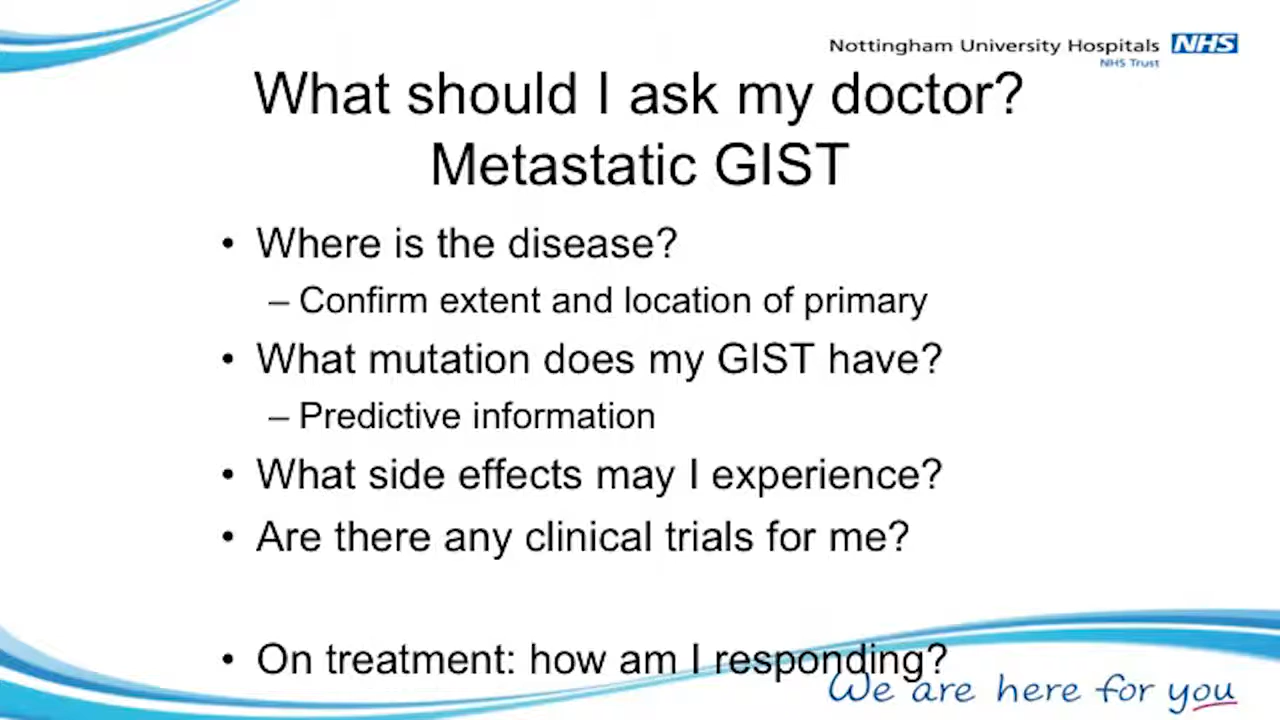 Nottingham University Hospitals NHS
NHS Trust
What should I ask my doctor?
Metastatic GIST
• Where is the disease?
– Confirm extent and location of primary
• What mutation does my GIST have?
– Predictive information
• What side effects may I experience?
• Are there any clinical trials for me?
• On treatment: how am I responding?
We are here for you